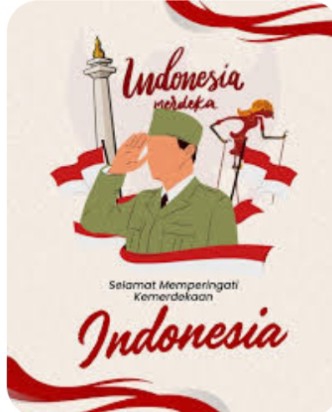 Indonesia
merdeka
Selamat Memperingati
Kemerdekaan
Indonesia